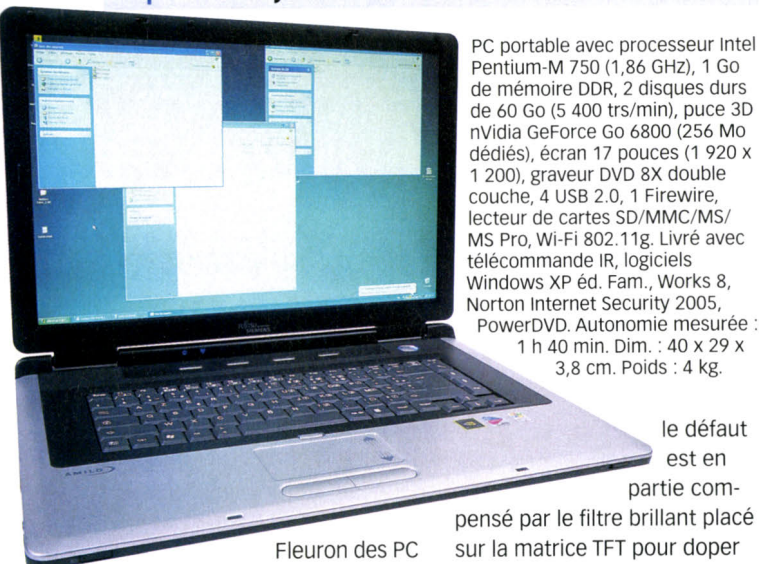 PC portable avec processeur Intel
Pentium-M 750 (1,86 GHz), 1 Go
de mémoire DDR, 2 disques durs
de 60 Go (5 400 trs/min), puce 3D
nVidia GeForce Go 6800 (256 Mo
dédiés), écran 17 pouces (1 920 x
1 200), graveur DVD 8X double
couche, 4 USB 2.0, 1 Firewire,
lecteur de cartes SD/MMC/MS/
MS Pro, Wi-Fi 802.11g. Livré avec
télécommande IR, logiciels
Windows XP éd. Fam., Works 8,
Norton Internet Security 2005,
PowerDVD. Autonomie mesurée :
1 h 40 min. Dim. : 40 x 29 x
3,8 cm. Poids : 4 kg.
le défaut
est en
partie com-
pensé par le filtre brillant placé
sur la matrice TFT pour doper
Fleuron des PC
FUJITSU
SIEMENS
AMILO